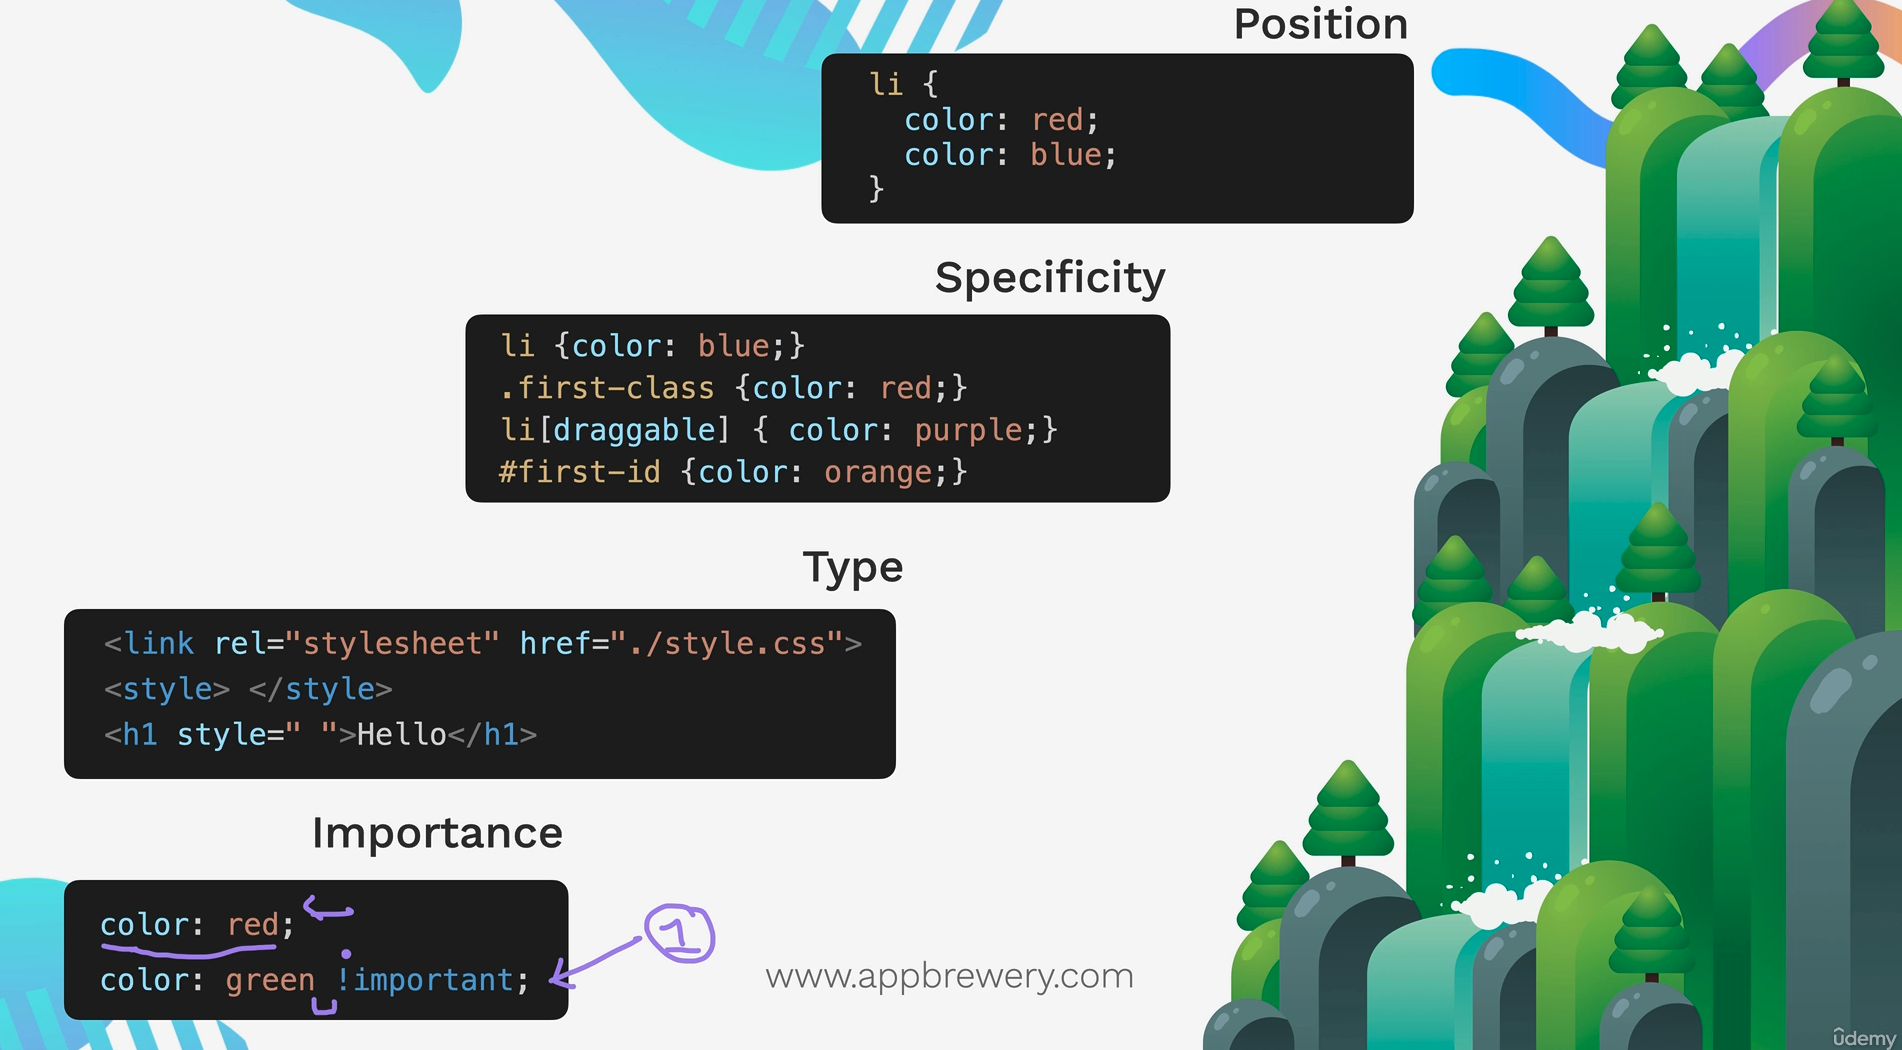 Position
li {
color: red;
color: blue;
}
Specificity
li {color: blue;}
.first-class {color: red;}
li[draggable] { color: purple;}
#first-id {color: orange;}
Type
<link rel="stylesheet" href="./style.css">
<style> </style>
<h1 style=" ">Hello</h1>
Importance
color: red;
color: green !important;
1
www.appbrewery.com
ûdemy